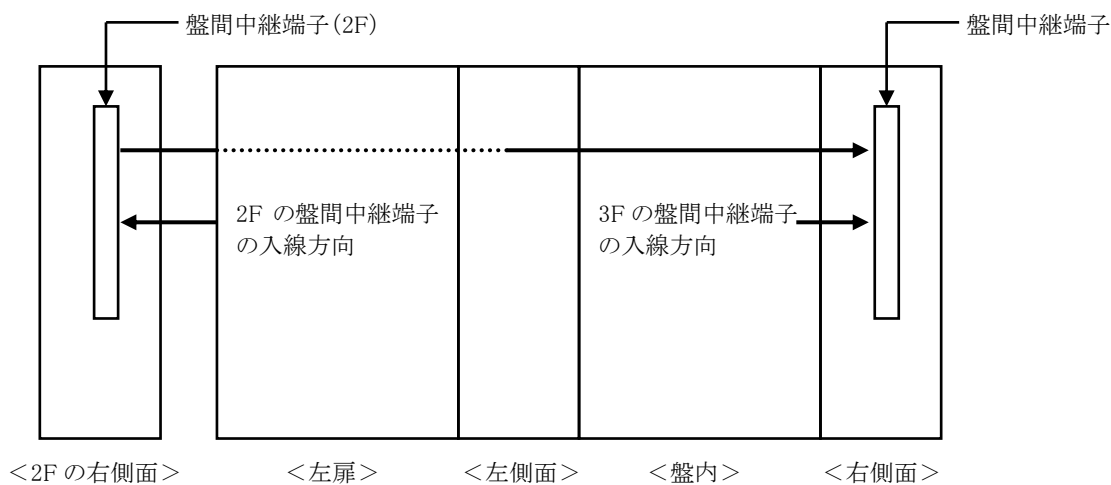 盤間中継端子(2F)
盤間中継端子
2F の盤間中継端子
の入線方向
3F の盤間中継端子
の入線方向
＜2F の右側面＞
＜左扉＞
＜左側面＞
＜盤内＞
＜右側面＞